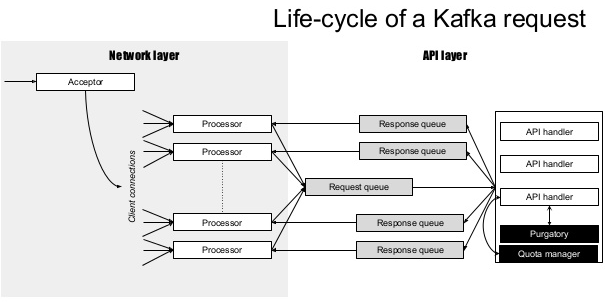 Life-cycle of a Kafka request
Network layer
API layer
Acceptor
Client connections
Processor
Processor
Processor
Processor
Response queue
Response queue
Request queue
Response queue
Response queue
API handler
API handler
API handler
Purgatory
Quota manager